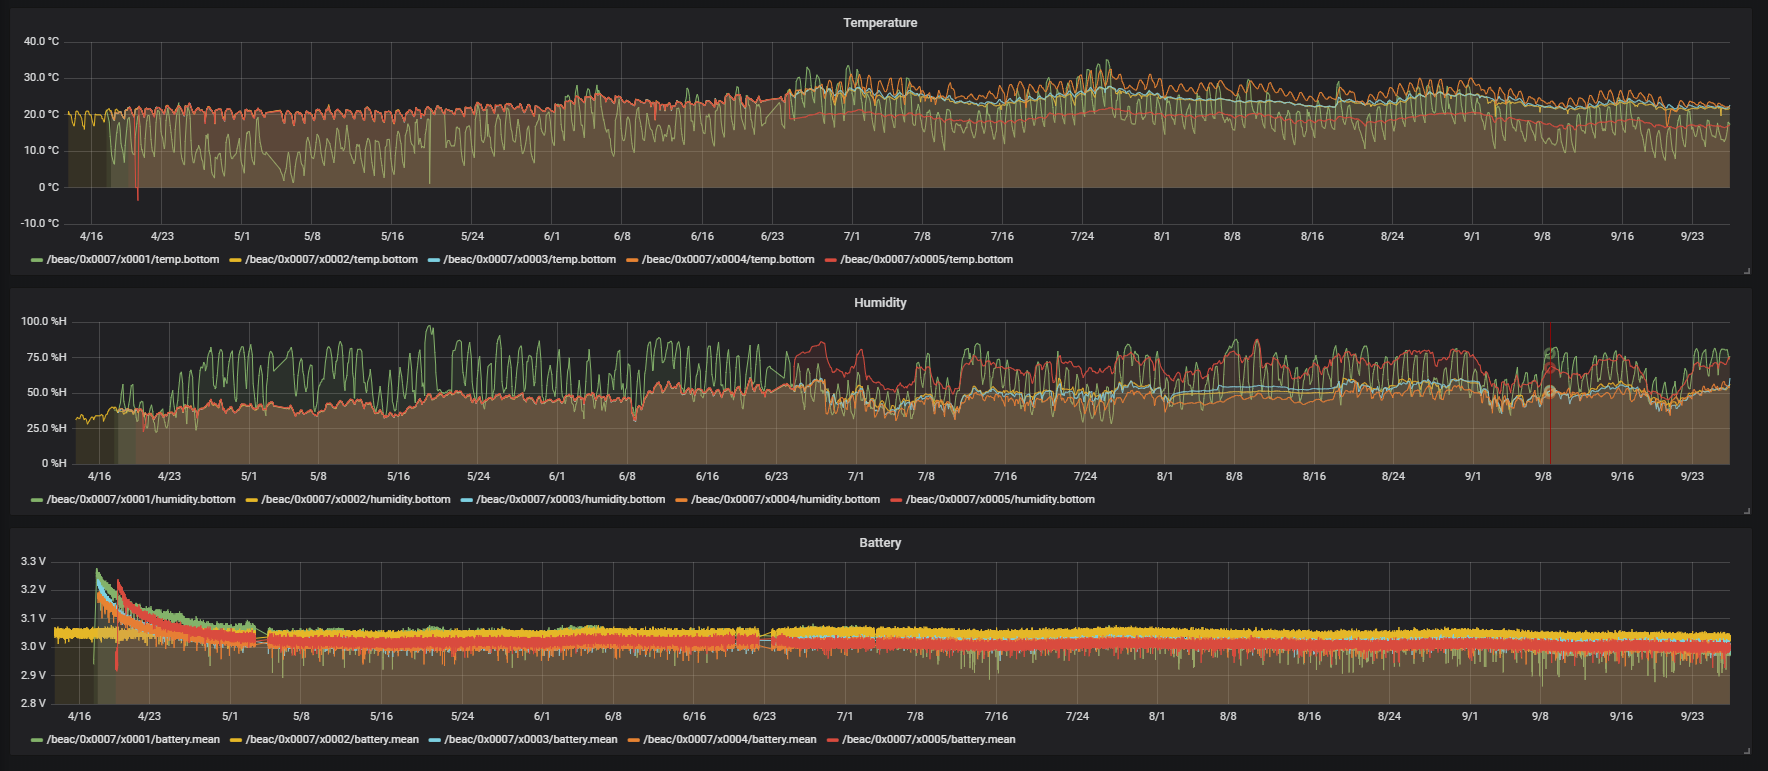 Temperature
40.0 °C
30.0 °C
20.0 °C
10.0 °C
0 °C
-10.0 °C
4/16 4/23 5/1 5/8 5/16 5/24 6/1 6/8 6/16 6/23 7/1 7/8 7/16 7/24 8/1 8/8 8/16 8/24 9/1 9/8 9/16 9/23
/beac/0x0007/x0001/temp.bottom /beac/0x0007/x0002/temp.bottom /beac/0x0007/x0003/temp.bottom /beac/0x0007/x0004/temp.bottom /beac/0x0007/x0005/temp.bottom
Humidity
100.0 %H
75.0 %H
50.0 %H
25.0 %H
0 %H
4/16 4/23 5/1 5/8 5/16 5/24 6/1 6/8 6/16 6/23 7/1 7/8 7/16 7/24 8/1 8/8 8/16 8/24 9/1 9/8 9/16 9/23
/beac/0x0007/x0001/humidity.bottom /beac/0x0007/x0002/humidity.bottom /beac/0x0007/x0003/humidity.bottom /beac/0x0007/x0004/humidity.bottom /beac/0x0007/x0005/humidity.bottom
Battery
3.3 V
3.2 V
3.1 V
3.0 V
2.9 V
2.8 V
4/16 4/23 5/1 5/8 5/16 5/24 6/1 6/8 6/16 6/23 7/1 7/8 7/16 7/24 8/1 8/8 8/16 8/24 9/1 9/8 9/16 9/23
/beac/0x0007/x0001/battery.mean /beac/0x0007/x0002/battery.mean /beac/0x0007/x0003/battery.mean /beac/0x0007/x0004/battery.mean /beac/0x0007/x0005/battery.mean